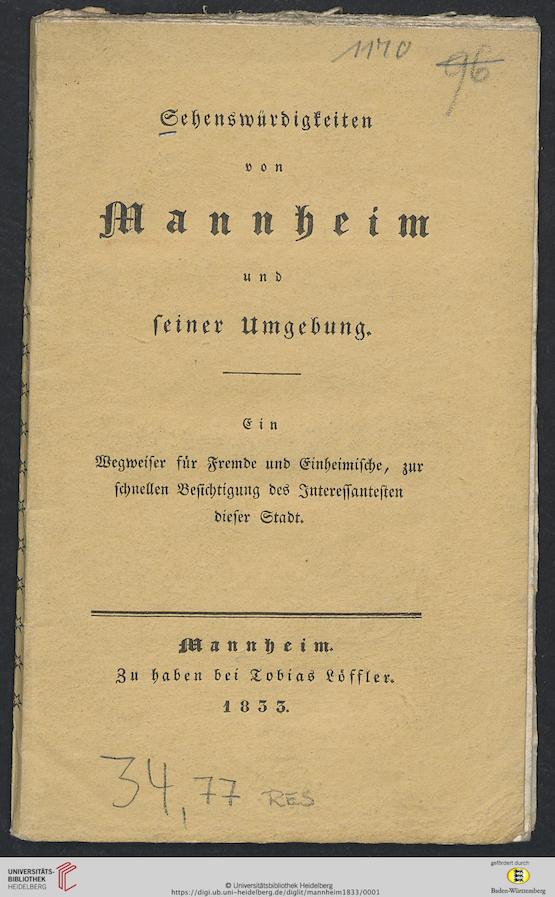 1170
96
Sehenswürdigkeiten
von
Mannheim
und
seiner Umgebung.
Ein
Wegweiser für Fremde und Einheimische, zur
schnellen Besichtigung des Interessantesten
dieser Stadt.
Mannheim.
Zu haben bei Tobias Löffler.
1833.
34,77 RES
UNIVERSITÄTS-
BIBLIOTHEK
HEIDELBERG
© Universitätsbibliothek Heidelberg
https://digi.ub.uni-heidelberg.de/diglit/mannheim1833/0001
gefördert durch
Baden-Württemberg